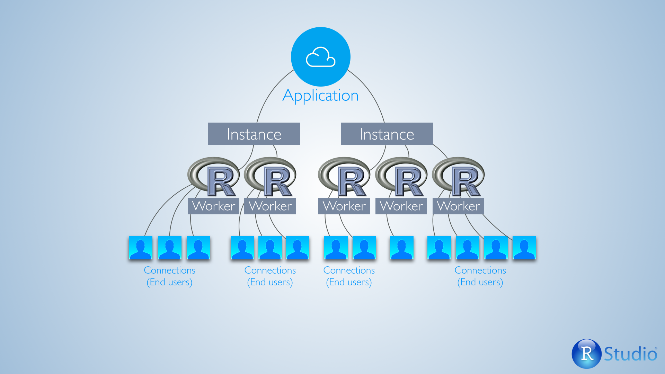 Application
Instance
Instance
R R R R R
Worker Worker Worker Worker Worker
Connections Connections Connections Connections
(End users) (End users) (End users) (End users)
R Studio